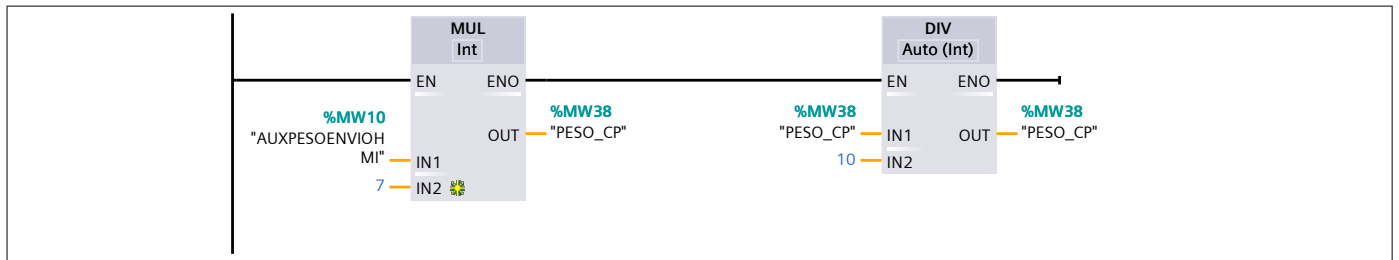 MUL
Int
EN
ENO
%MW10
"AUXPESOENVIOH
MI"
IN1
7
IN2
OUT
%MW38
"PESO_CP"
DIV
Auto (Int)
EN
ENO
%MW38
"PESO_CP"
IN1
10
IN2
OUT
%MW38
"PESO_CP"